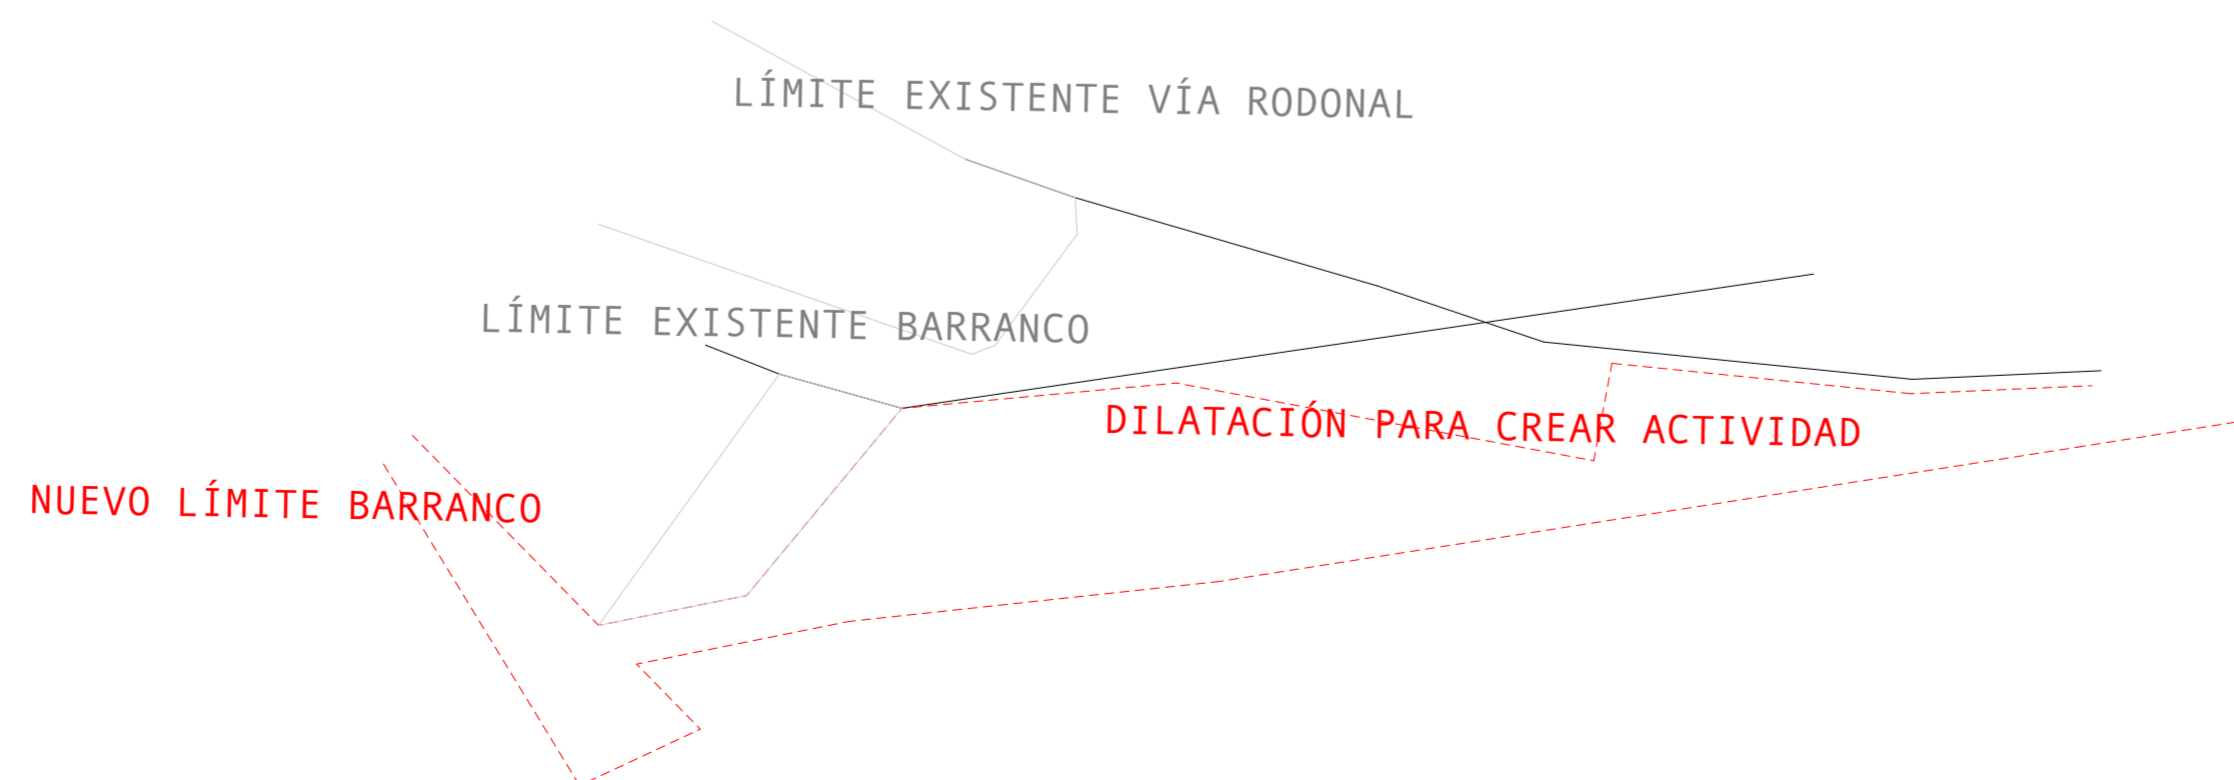 LÍMITE EXISTENTE VÍA RODONAL
LÍMITE EXISTENTE BARRANCO
DILATACIÓN PARA CREAR ACTIVIDAD
NUEVO LÍMITE BARRANCO